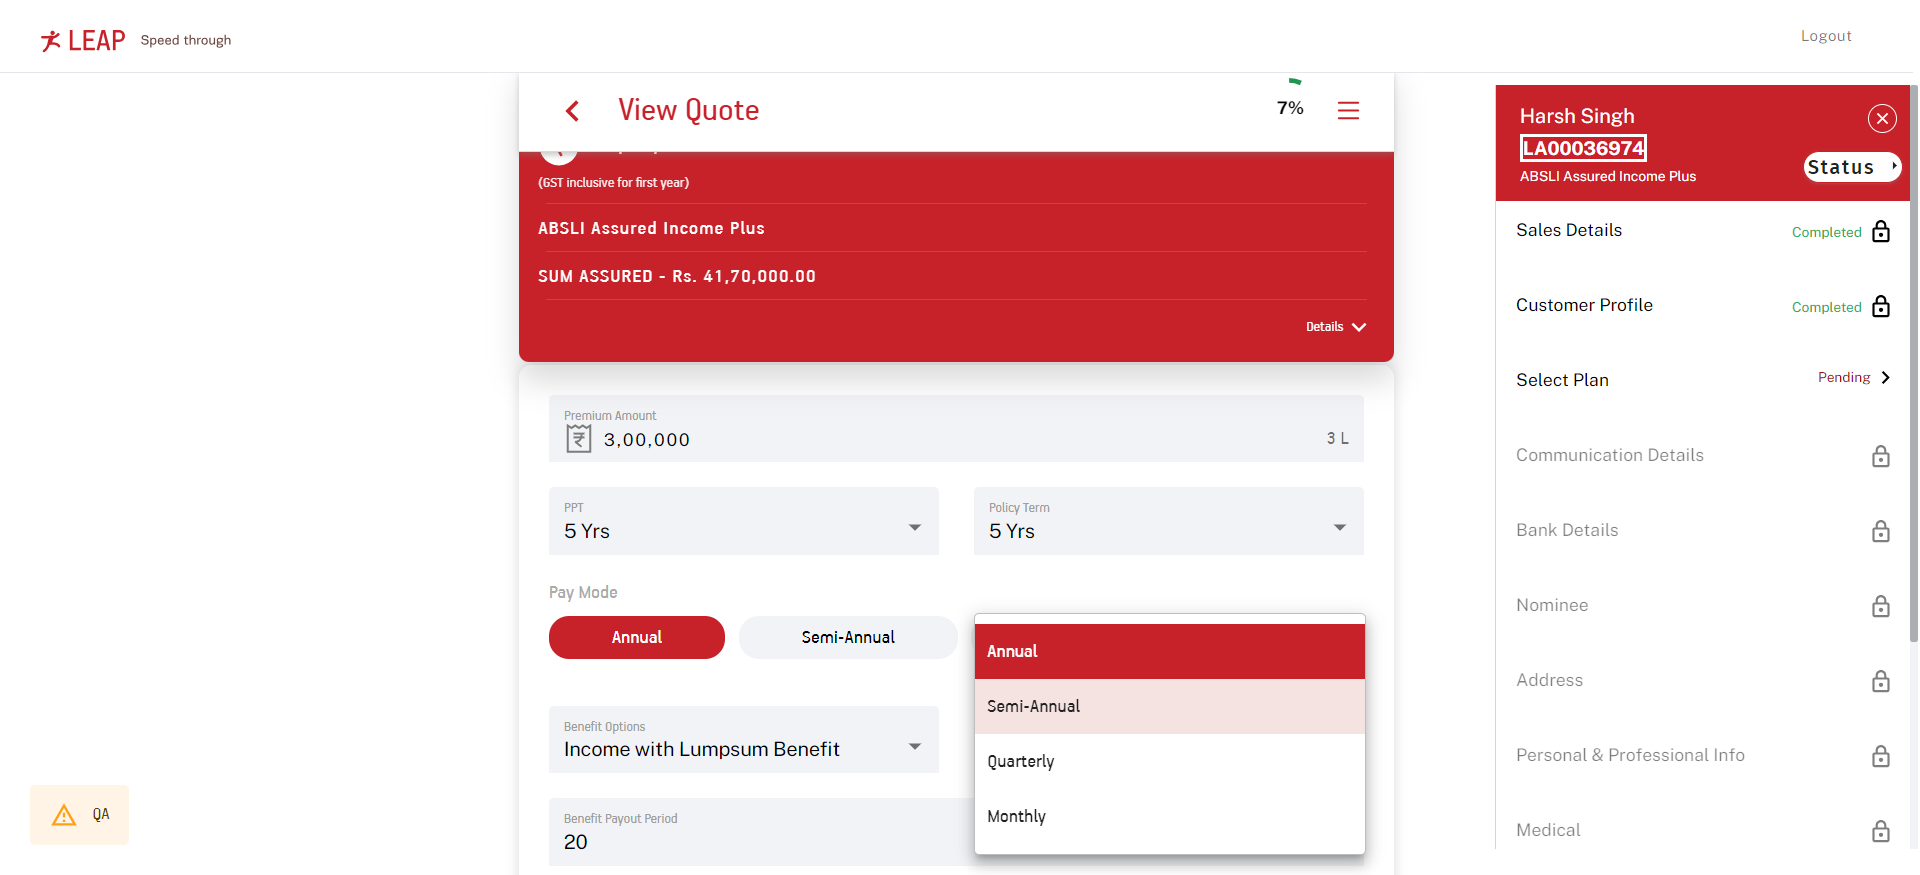 LEAP Speed through
Logout
View Quote
7%
(GST inclusive for first year)
ABSLI Assured Income Plus
SUM ASSURED - Rs. 41,70,000.00
Details
Premium Amount
3,00,000
3 L
PPT
5 Yrs
Policy Term
5 Yrs
Pay Mode
Annual
Semi-Annual
Annual
Semi-Annual
Quarterly
Monthly
Benefit Options
Income with Lumpsum Benefit
Benefit Payout Period
20
QA
Harsh Singh
LA00036974
ABSLI Assured Income Plus
Status
Sales Details
Completed
Customer Profile
Completed
Select Plan
Pending
Communication Details
Bank Details
Nominee
Address
Personal & Professional Info
Medical